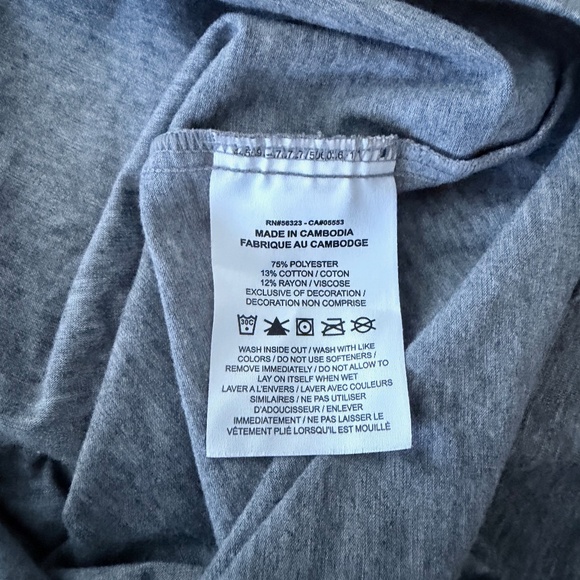 RN#56323 - CA#05553
MADE IN CAMBODIA
FABRIQUE AU CAMBODGE
75% POLYESTER
13% COTTON / COTON
12% RAYON / VISCOSE
EXCLUSIVE OF DECORATION /
DECORATION NON COMPRISE
30C
WASH INSIDE OUT / WASH WITH LIKE
COLORS / DO NOT USE SOFTENERS /
REMOVE IMMEDIATELY / DO NOT ALLOW TO
LAY ON ITSELF WHEN WET
LAVER A L'ENVERS / LAVER AVEC COULEURS
SIMILAIRES / NE PAS UTILISER
D'ADOUCISSEUR / ENLEVER
IMMEDIATEMENT / NE PAS LAISSER LE
VÊTEMENT PLIÉ LORSQU'IL EST MOUILLÉ